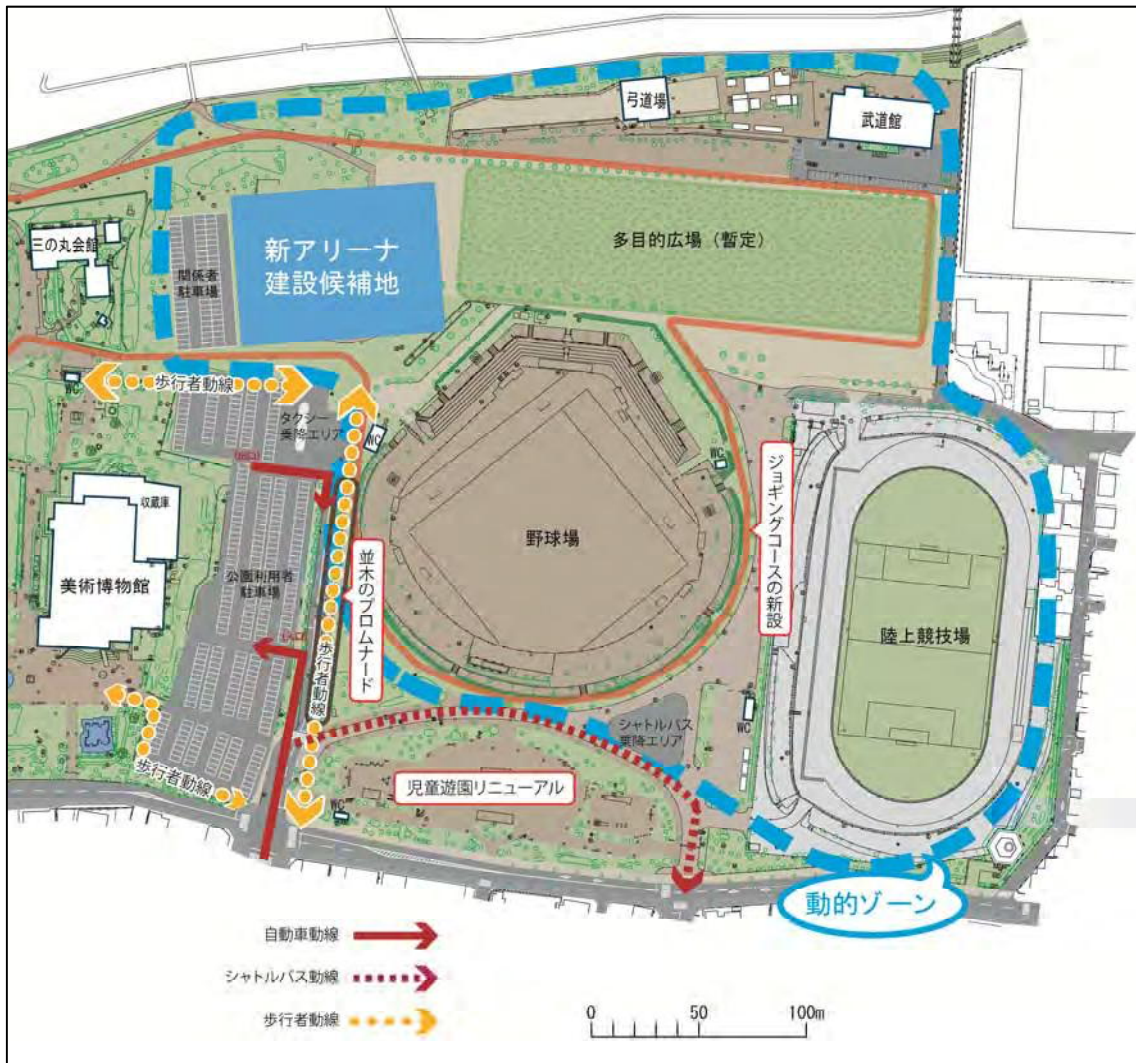 弓道場
武道館
三の丸会館
関係者
駐車場
新アリーナ
建設候補地
多目的広場（暫定）
WC
歩行者動線
タクシー
乗降エリア
WC
WC
収蔵庫
美術博物館
公園利用者
駐車場
並木のプロムナード
歩行者動線
野球場
ジョギングコースの新設
陸上競技場
シャトルバス
乗降エリア
WC
歩行者動線
児童遊園リニューアル
WC
動的ゾーン
自動車動線
シャトルバス動線
歩行者動線
0 50 100m